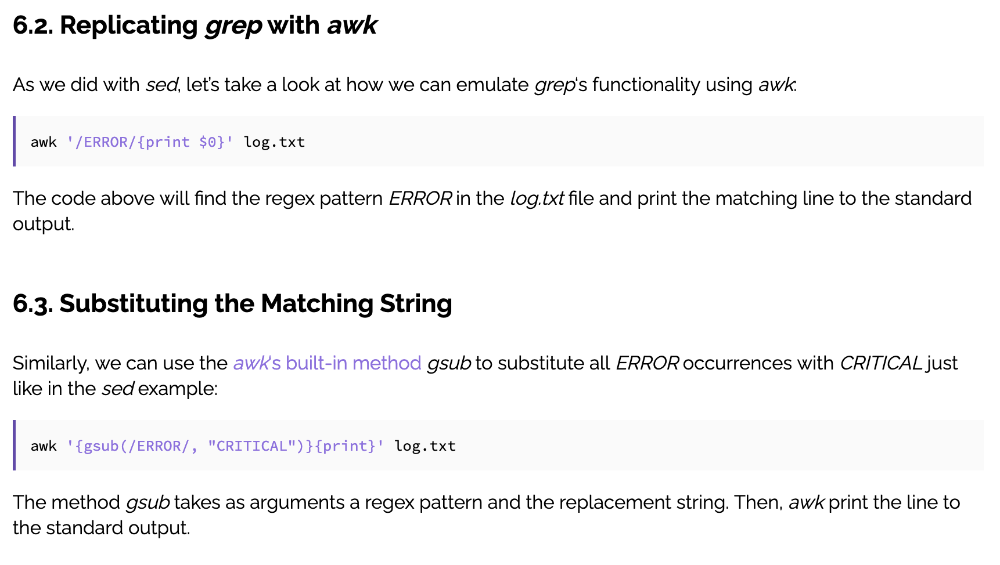 6.2. Replicating grep with awk
As we did with sed, let’s take a look at how we can emulate grep‘s functionality using awk:
awk '/ERROR/{print $0}' log.txt
The code above will find the regex pattern ERROR in the log.txt file and print the matching line to the standard
output.
6.3. Substituting the Matching String
Similarly, we can use the awk‘s built-in method gsub to substitute all ERROR occurrences with CRITICAL just
like in the sed example:
awk '{gsub(/ERROR/, "CRITICAL")}{print}' log.txt
The method gsub takes as arguments a regex pattern and the replacement string. Then, awk print the line to
the standard output.